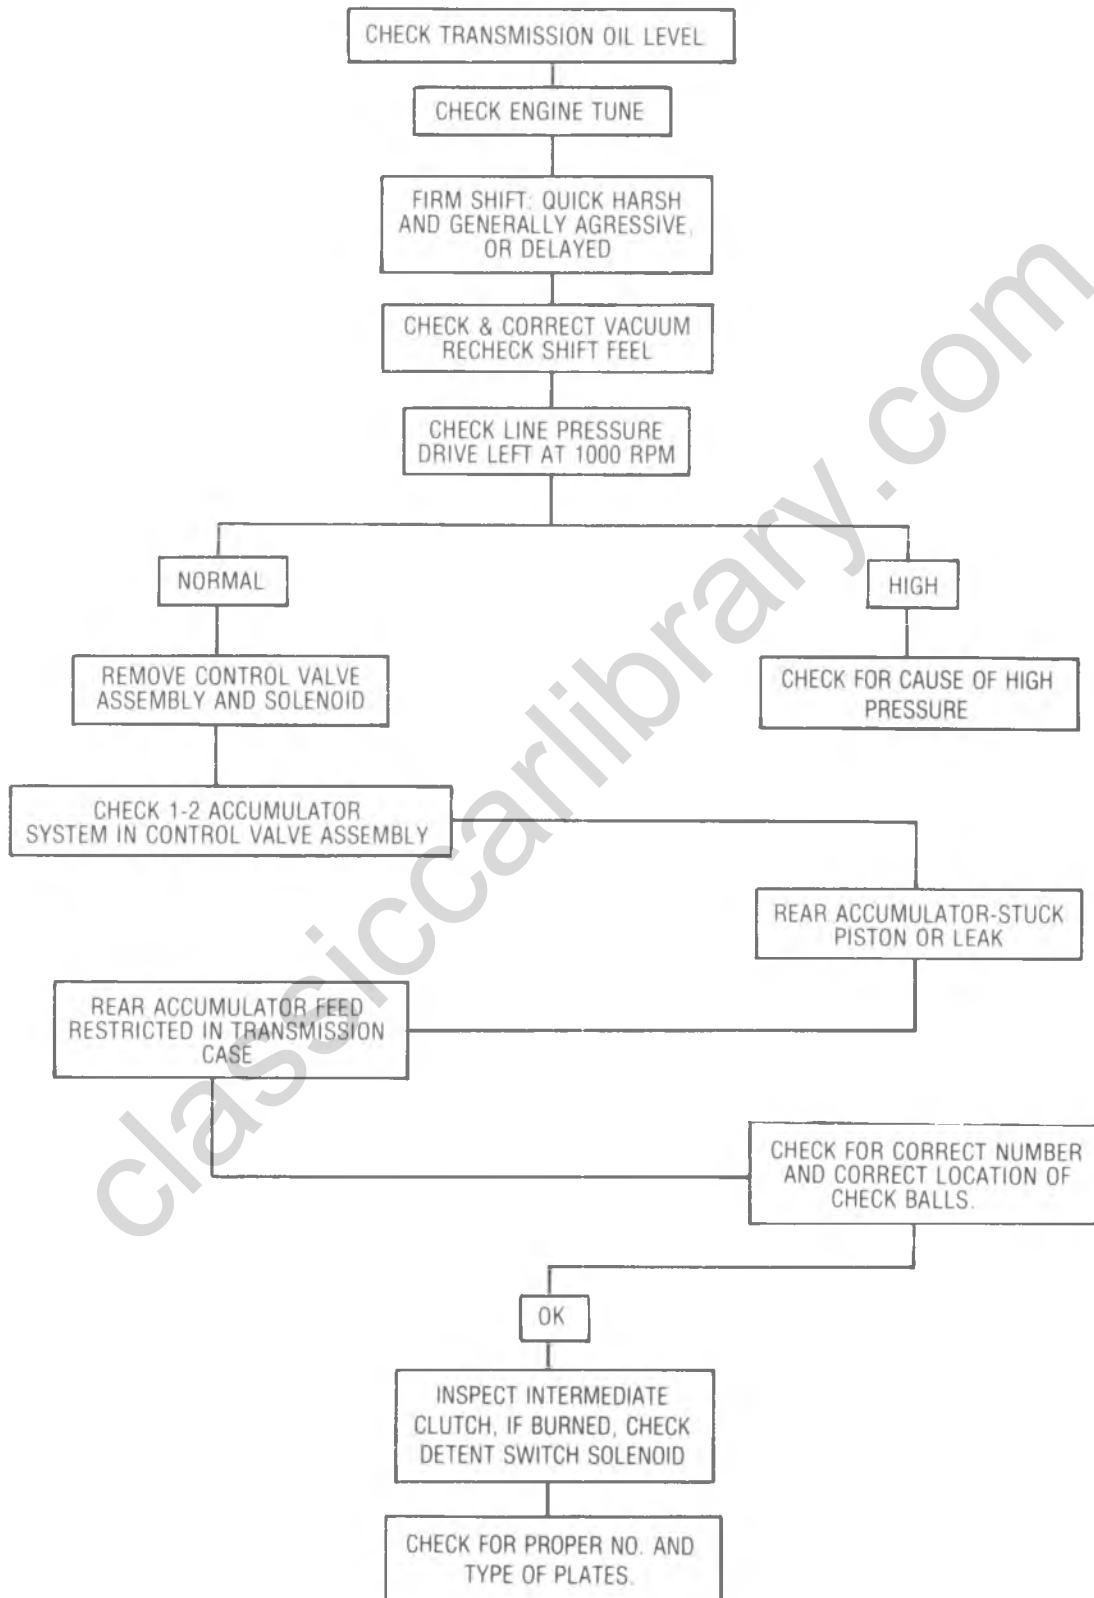 CHECK TRANSMISSION OIL LEVEL
CHECK ENGINE TUNE
FIRM SHIFT: QUICK HARSH
AND GENERALLY AGRESSIVE,
OR DELAYED
CHECK & CORRECT VACUUM
RECHECK SHIFT FEEL
CHECK LINE PRESSURE
DRIVE LEFT AT 1000 RPM
NORMAL
HIGH
REMOVE CONTROL VALVE
ASSEMBLY AND SOLENOID
CHECK FOR CAUSE OF HIGH
PRESSURE
CHECK 1-2 ACCUMULATOR
SYSTEM IN CONTROL VALVE ASSEMBLY
REAR ACCUMULATOR-STUCK
PISTON OR LEAK
REAR ACCUMULATOR FEED
RESTRICTED IN TRANSMISSION
CASE
CHECK FOR CORRECT NUMBER
AND CORRECT LOCATION OF
CHECK BALLS.
OK
INSPECT INTERMEDIATE
CLUTCH, IF BURNED, CHECK
DETENT SWITCH SOLENOID
CHECK FOR PROPER NO. AND
TYPE OF PLATES.
classiccarlibrary.com